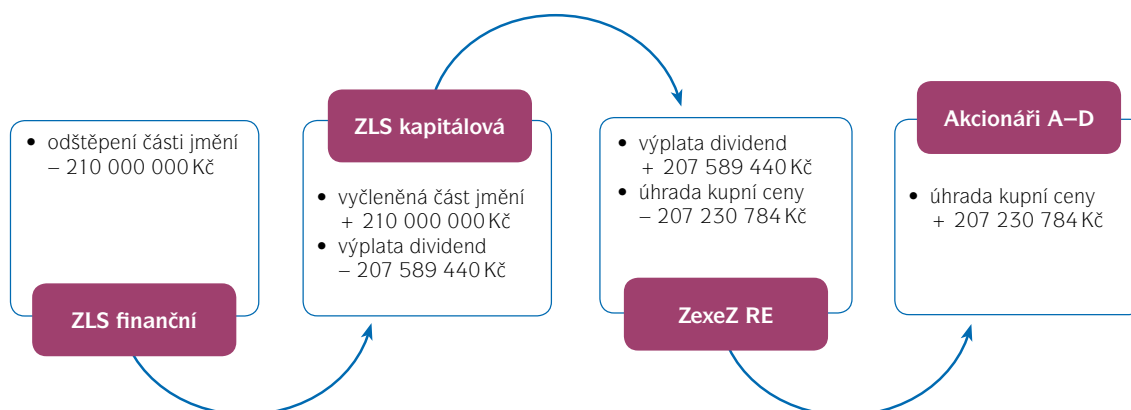 • odštěpení části jmění
– 210 000 000 Kč
ZLS finanční
ZLS kapitálová
• vyčleněná část jmění
+ 210 000 000 Kč
• výplata dividend
– 207 589 440 Kč
• výplata dividend
+ 207 589 440 Kč
• úhrada kupní ceny
– 207 230 784 Kč
ZexeZ RE
Akcionáři A–D
• úhrada kupní ceny
+ 207 230 784 Kč